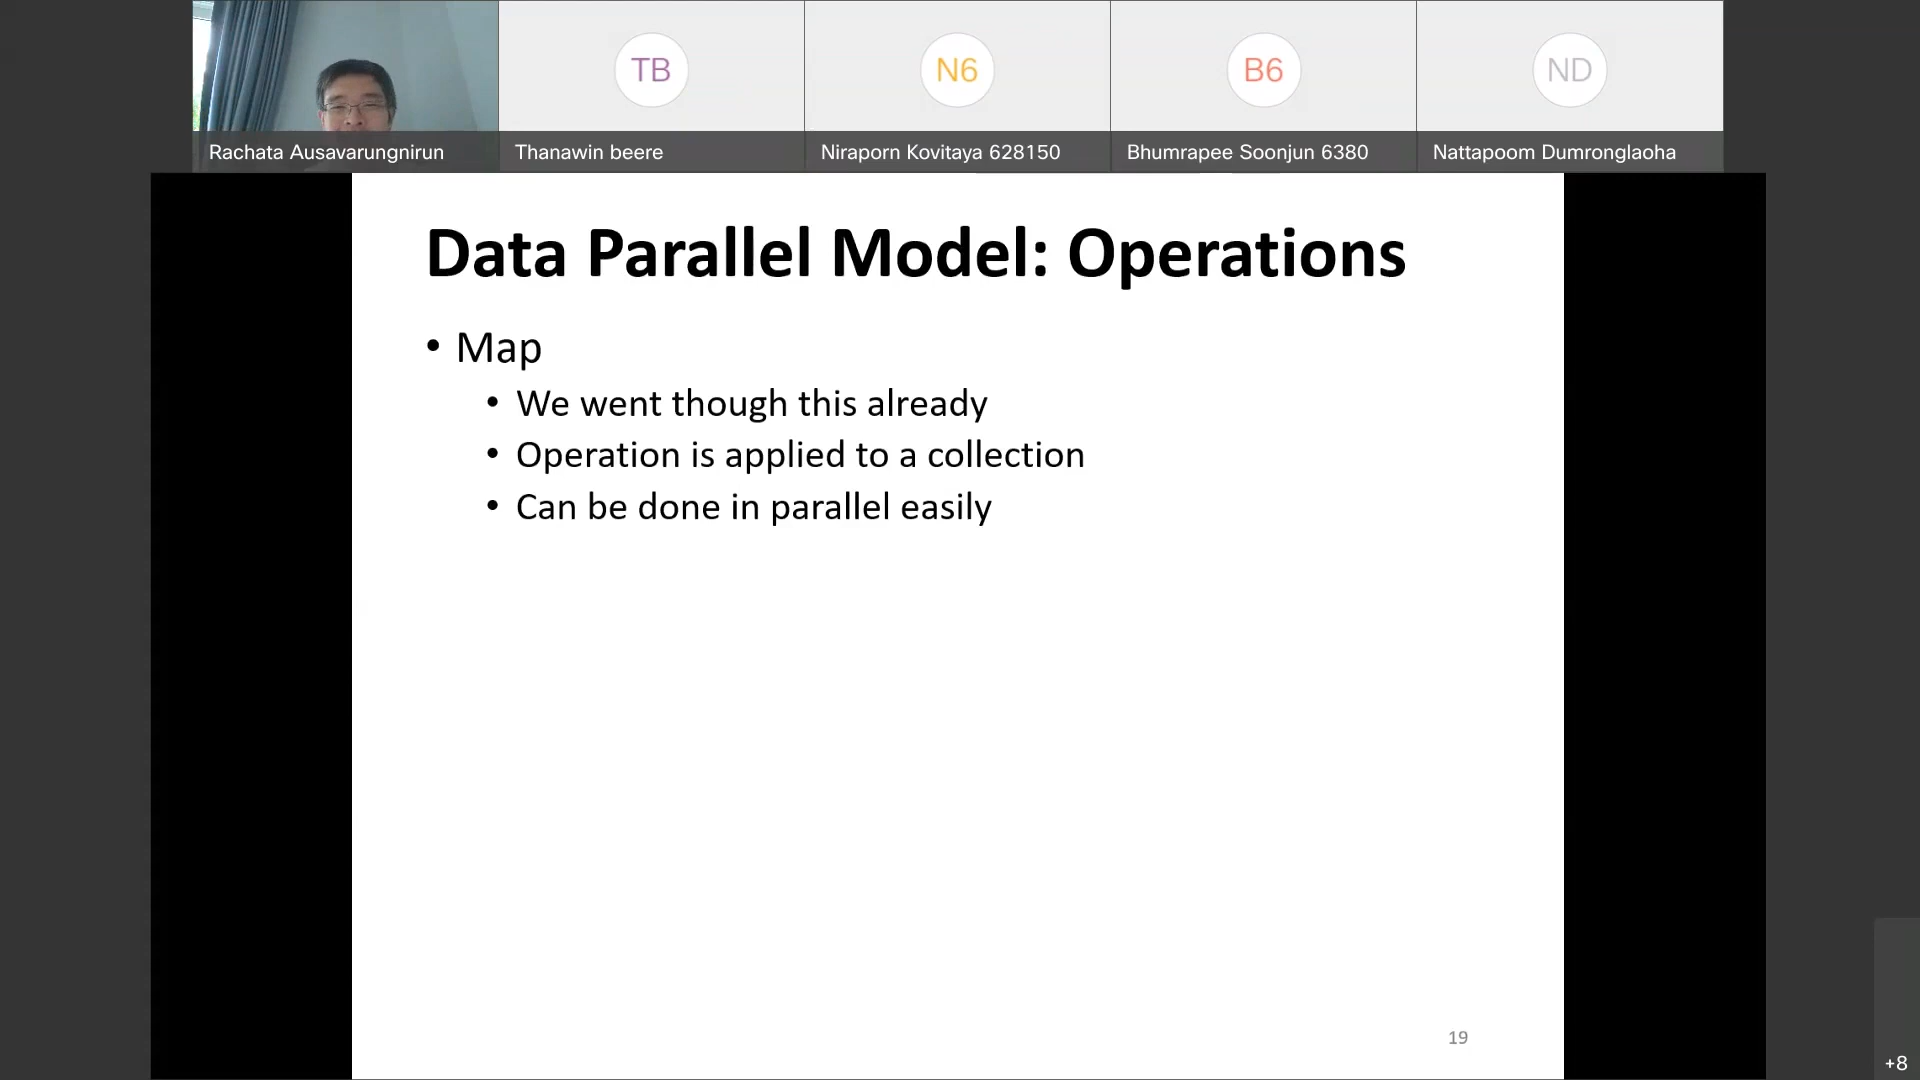 TB
N6
B6
ND
Rachata Ausavarungnirun
Thanawin beere
Niraporn Kovitaya 628150
Bhumrapee Soonjun 6380
Nattapoom Dumronglaoha
Data Parallel Model: Operations
• Map
• We went though this already
• Operation is applied to a collection
• Can be done in parallel easily
19
+8